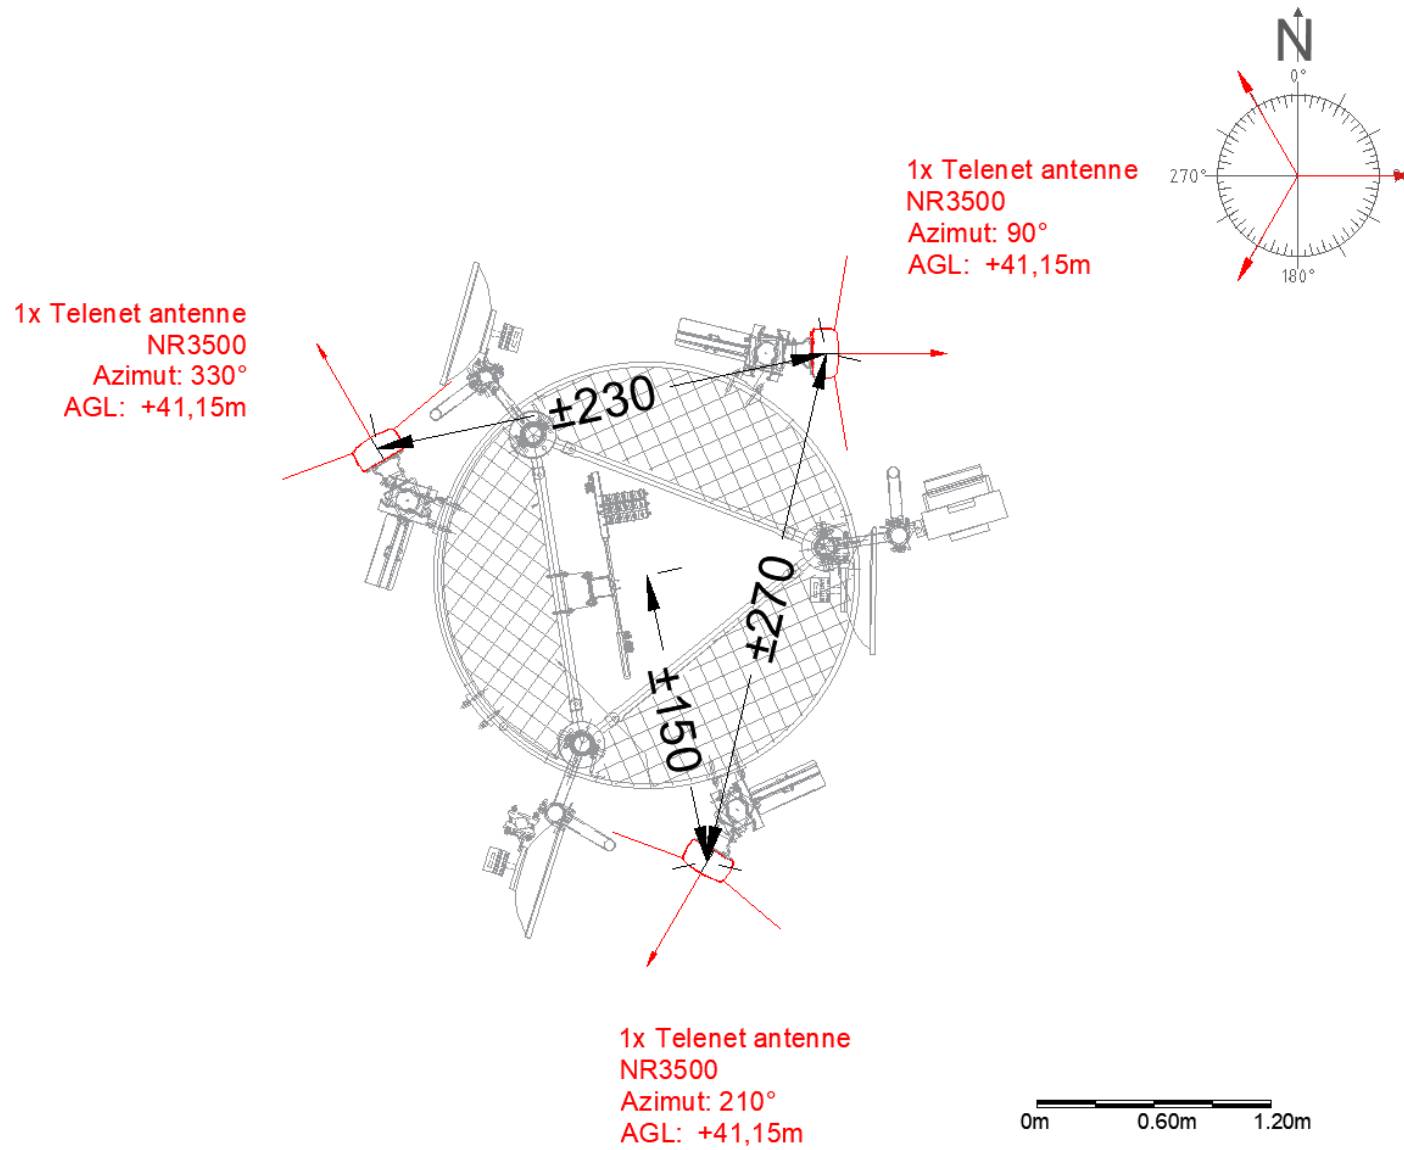 N
0°
270°
180°
1x Telenet antenne
NR3500
Azimut: 90°
AGL: +41,15m
1x Telenet antenne
NR3500
Azimut: 330°
AGL: +41,15m
±230
±270
±150
1x Telenet antenne
NR3500
Azimut: 210°
AGL: +41,15m
0m 0.60m 1.20m